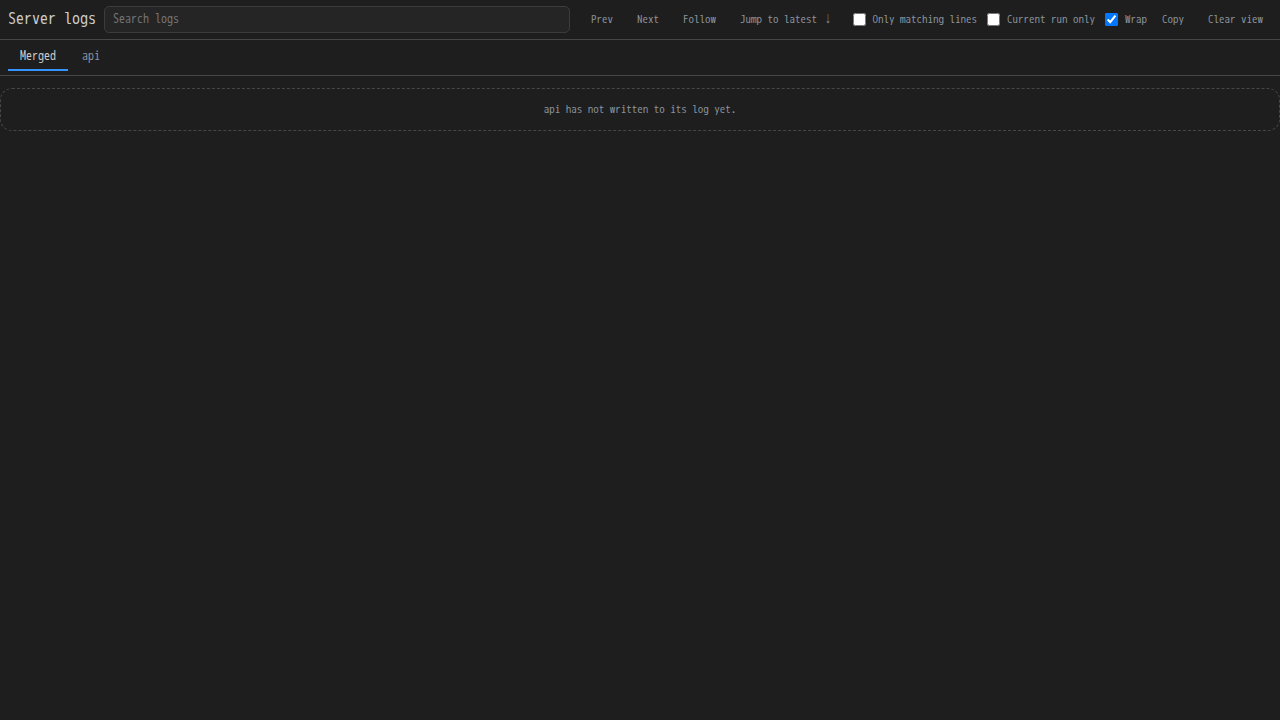 Server logs Search logs Prev Next Follow Jump to latest ↓ Only matching lines Current run only Wrap Copy Clear view
Merged api
api has not written to its log yet.